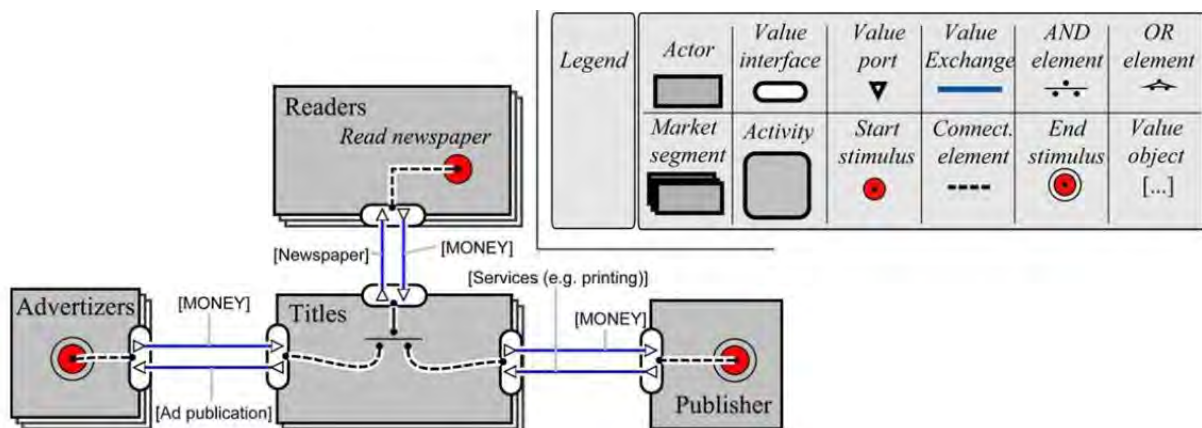 Legend
Actor
Value
interface
Value
port
Value
Exchange
AND
element
OR
element
Market
segment
Activity
Start
stimulus
Connect.
element
End
stimulus
Value
object
[...]
Readers
Read newspaper
[Newspaper]
[MONEY]
[Services (e.g. printing)]
Advertizers
[MONEY]
Titles
[MONEY]
[Ad publication]
Publisher